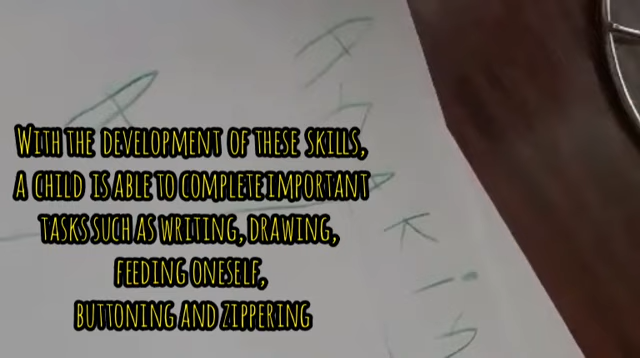 WITH THE DEVELOPMENT OF THESE SKILLS,
A CHILD IS ABLE TO COMPLETE IMPORTANT
TASKS SUCH AS WRITING, DRAWING,
FEEDING ONESELF,
BUTTONING AND ZIPPERING
A
A
K
i